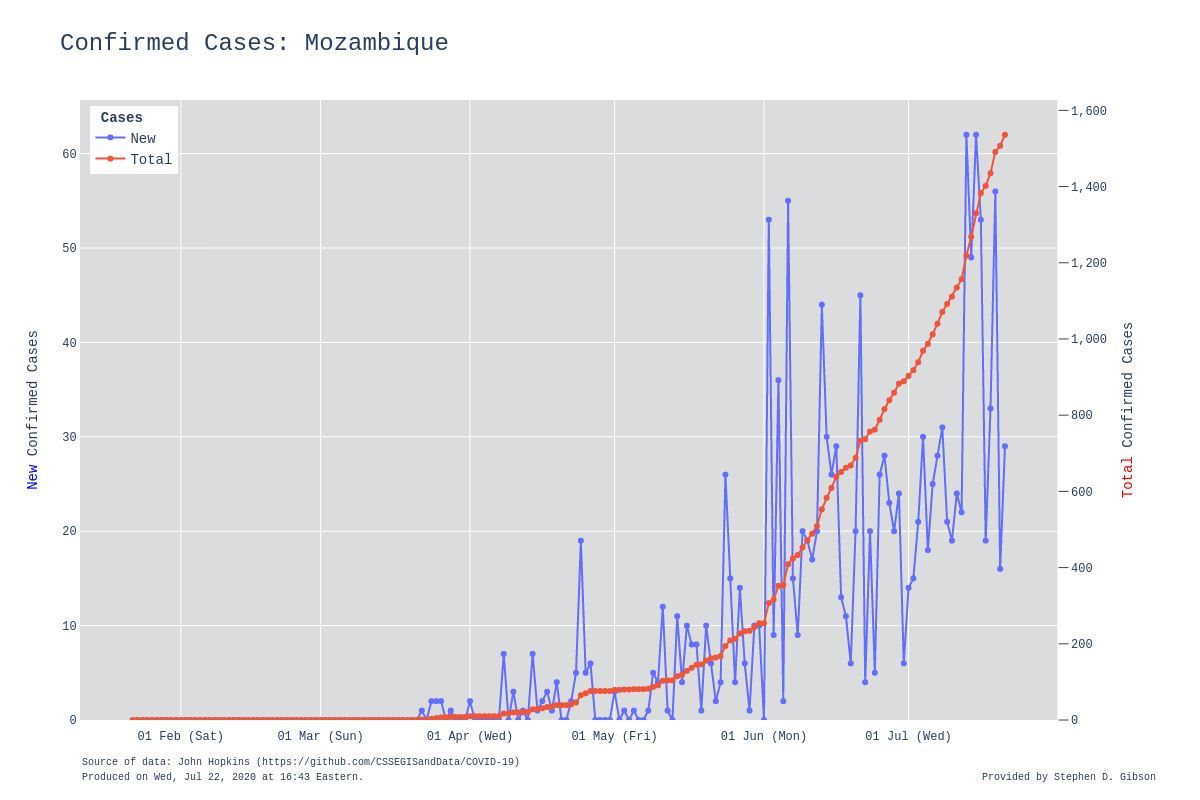 Confirmed Cases: Mozambique
Cases
New
Total
60
50
40
30
20
10
0
1,600
1,400
1,200
1,000
800
600
400
200
0
New Confirmed Cases
Total Confirmed Cases
01 Feb (Sat)
01 Mar (Sun)
01 Apr (Wed)
01 May (Fri)
01 Jun (Mon)
01 Jul (Wed)
Source of data: John Hopkins (https://github.com/CSSEGISandData/COVID-19)
Produced on Wed, Jul 22, 2020 at 16:43 Eastern.
Provided by Stephen D. Gibson